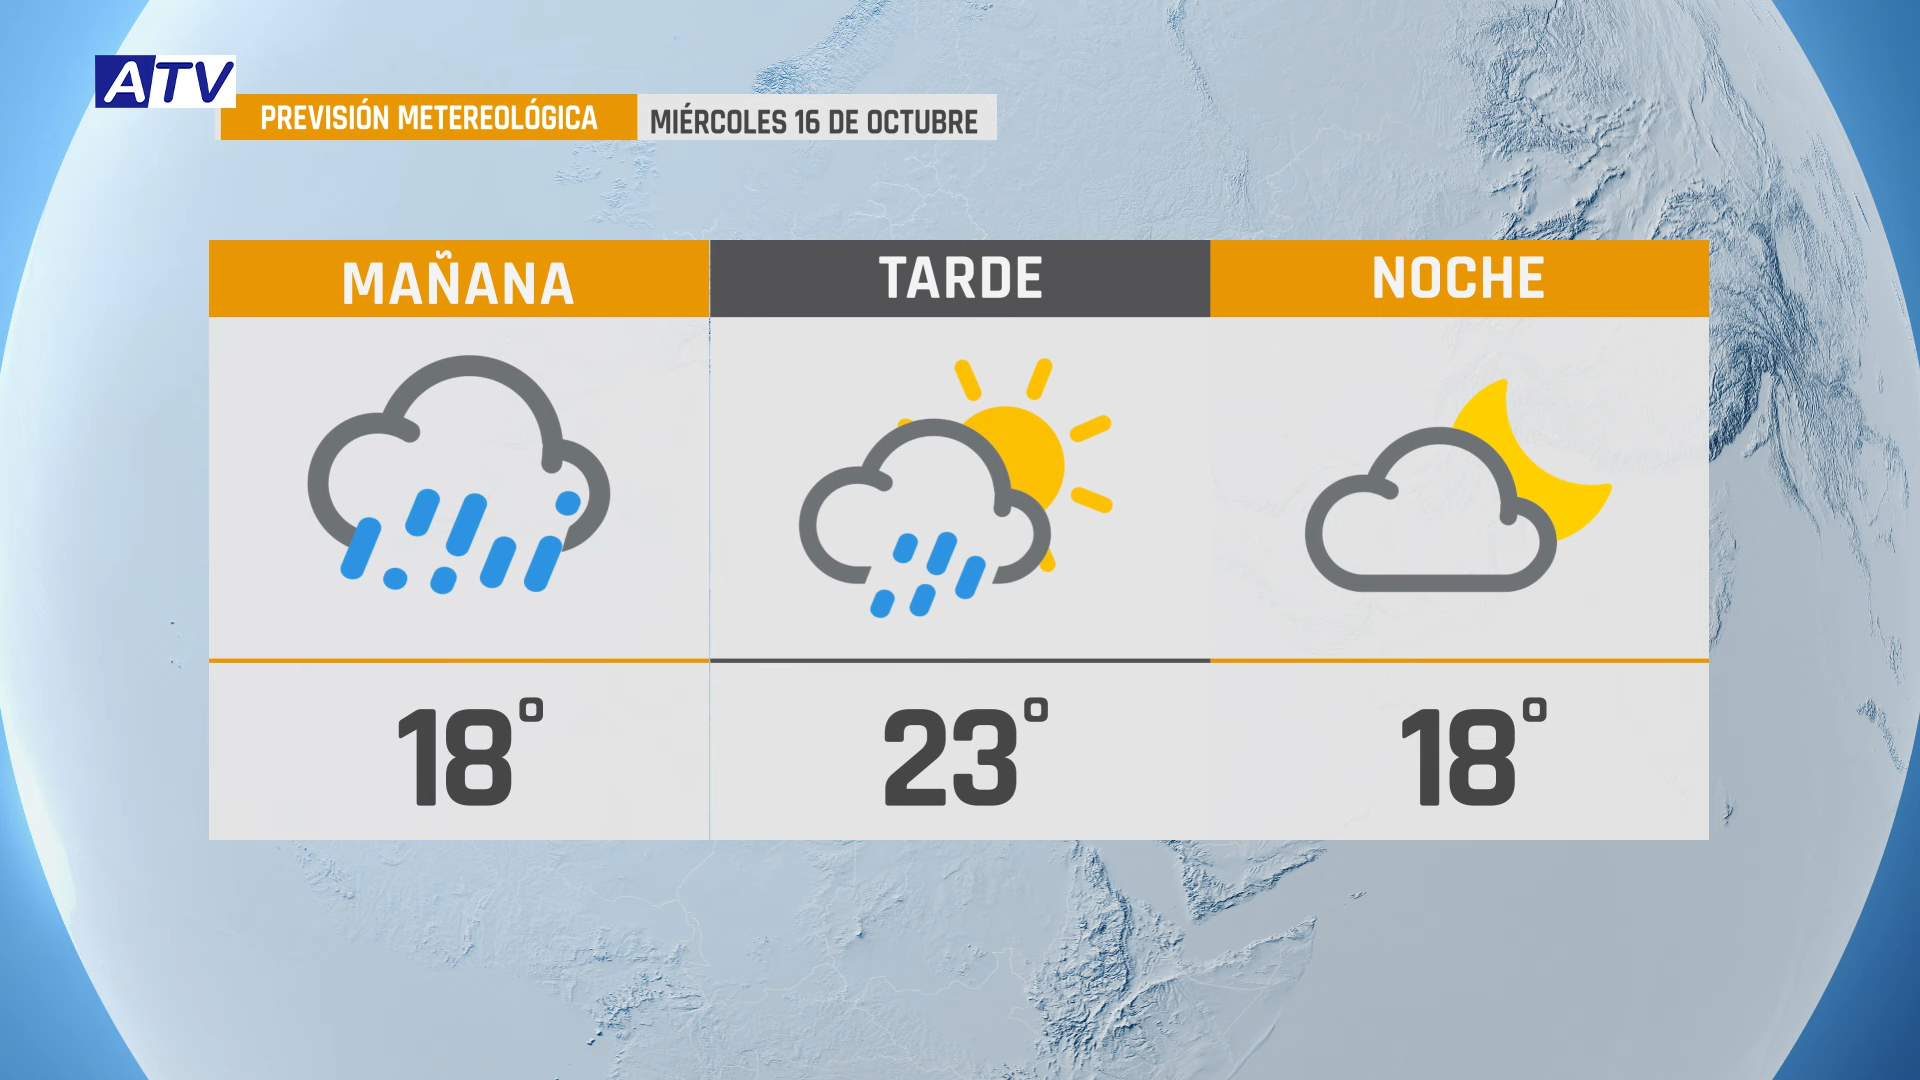 ATV
PREVISIÓN METEREOLÓGICA
MIÉRCOLES 16 DE OCTUBRE
MAÑANA
TARDE
NOCHE
18°
23°
18°